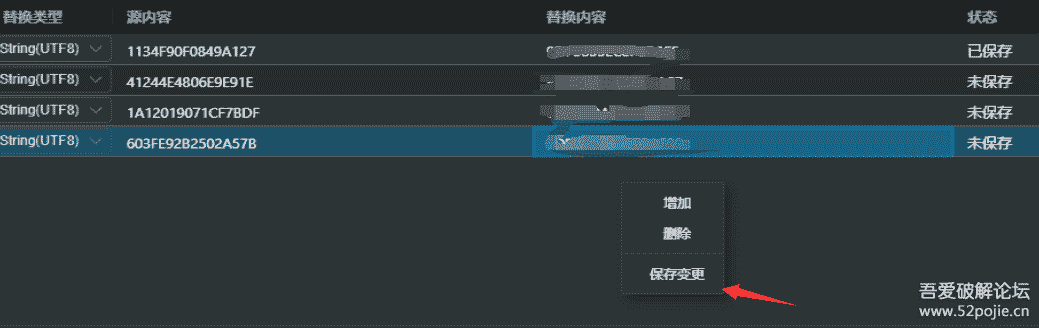 替换类型 源内容 替换内容 状态
String(UTF8) 1134F90F0849A127 已保存
String(UTF8) 41244E4806E9E91E 未保存
String(UTF8) 1A12019071CF7BDF 未保存
String(UTF8) 603FE92B2502A57B 未保存
增加
删除
保存变更
吾爱破解论坛
www.52pojie.cn